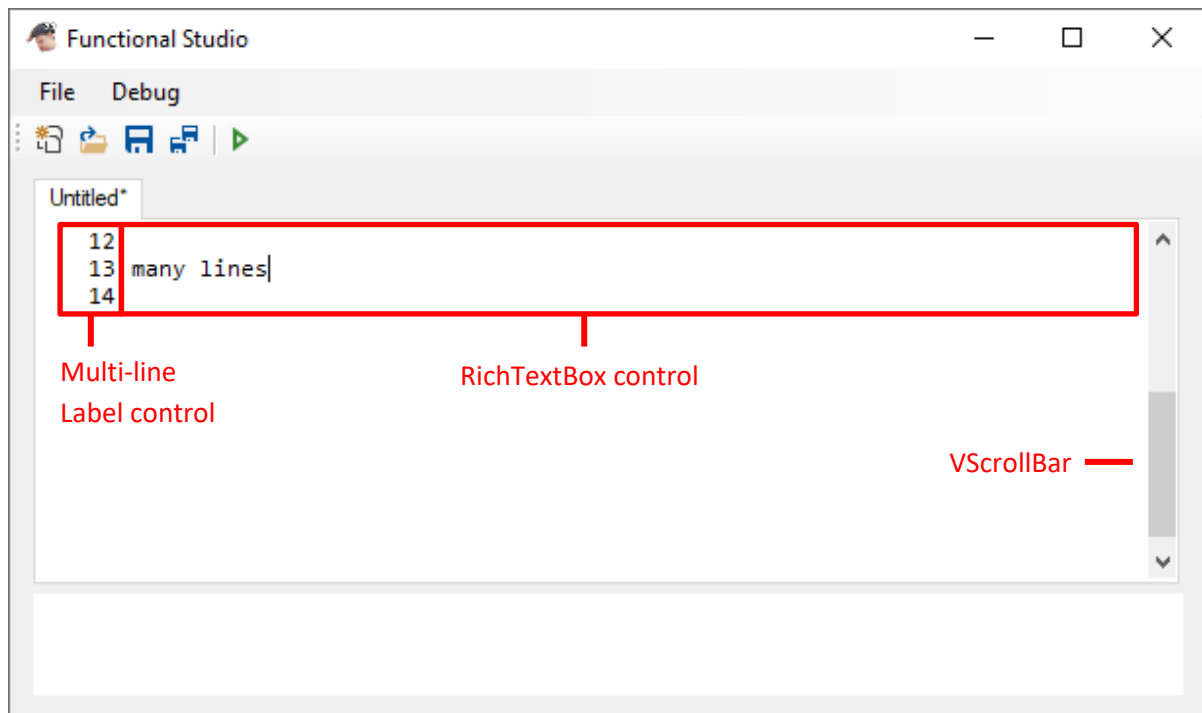 Functional Studio
File Debug
Untitled*
12
13 many lines
14
Multi-line
Label control
RichTextBox control
VScrollBar